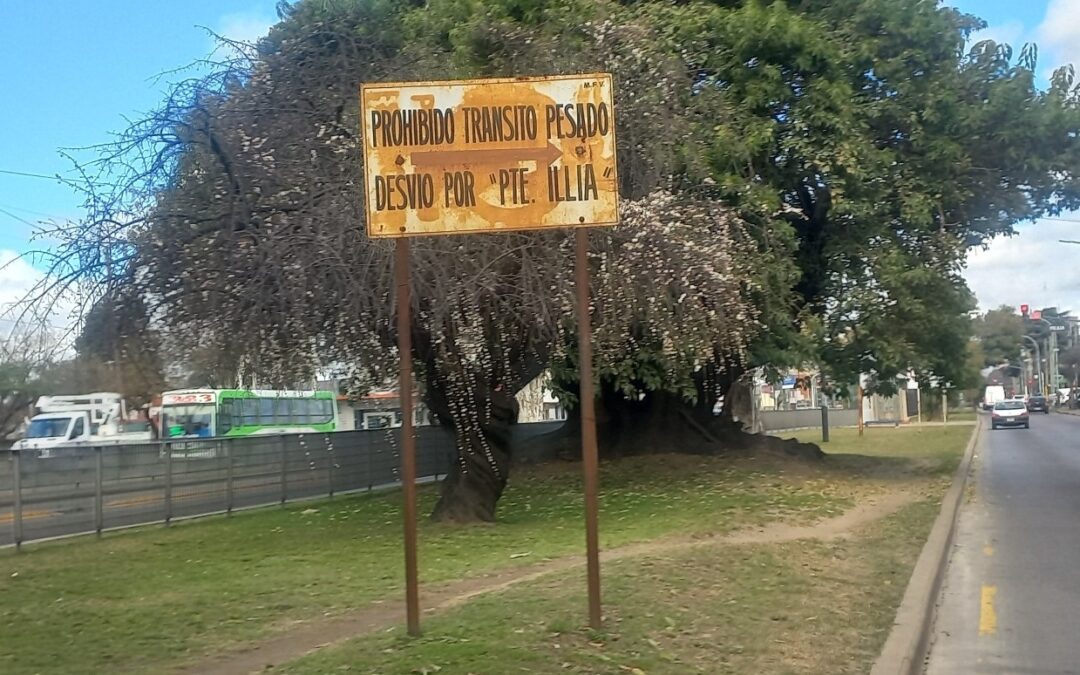 M.P.V.
PROHIBIDO TRANSITO PESADO
DESVIO POR "PTE. ILLIA"